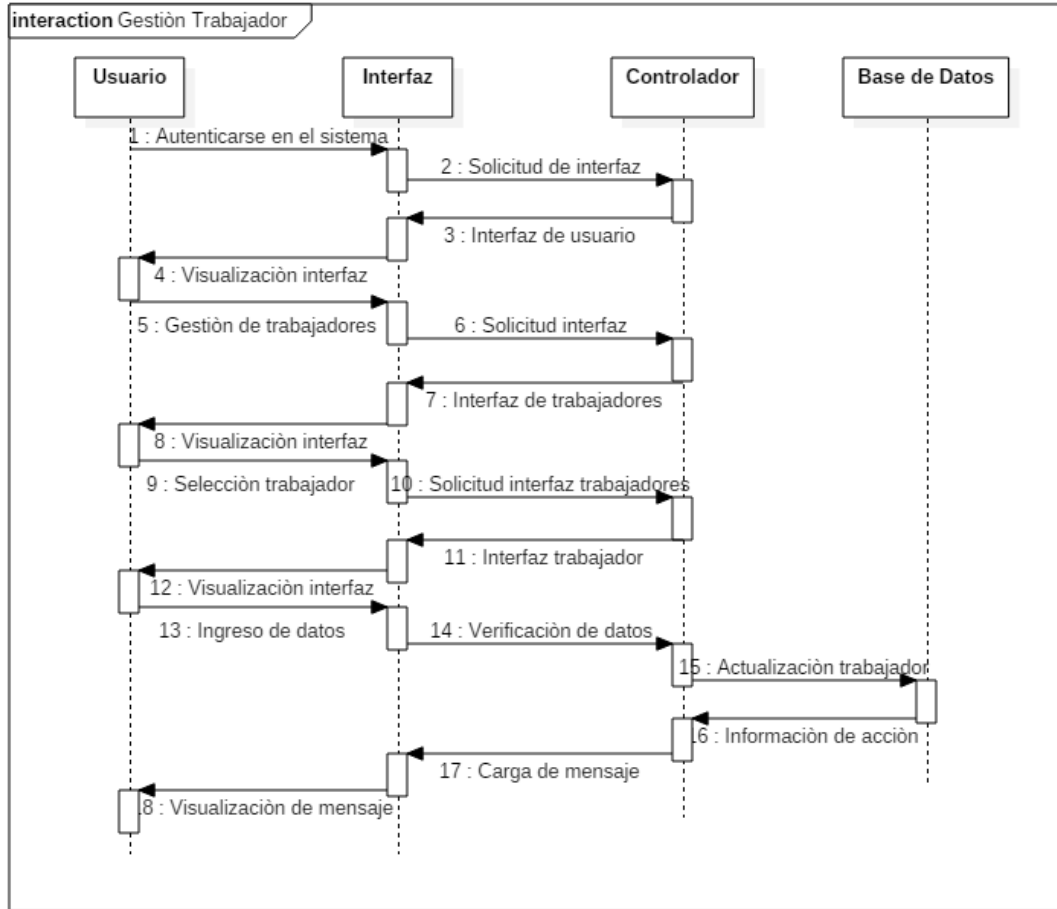 interaction Gestiòn Trabajador
Usuario
Interfaz
Controlador
Base de Datos
1 : Autenticarse en el sistema
2 : Solicitud de interfaz
3 : Interfaz de usuario
4 : Visualizaciòn interfaz
5 : Gestiòn de trabajadores
6 : Solicitud interfaz
7 : Interfaz de trabajadores
8 : Visualizaciòn interfaz
9 : Selecciòn trabajador
10 : Solicitud interfaz trabajadores
11 : Interfaz trabajador
12 : Visualizaciòn interfaz
13 : Ingreso de datos
14 : Verificaciòn de datos
15 : Actualizaciòn trabajador
16 : Informaciòn de acciòn
17 : Carga de mensaje
18 : Visualizaciòn de mensaje